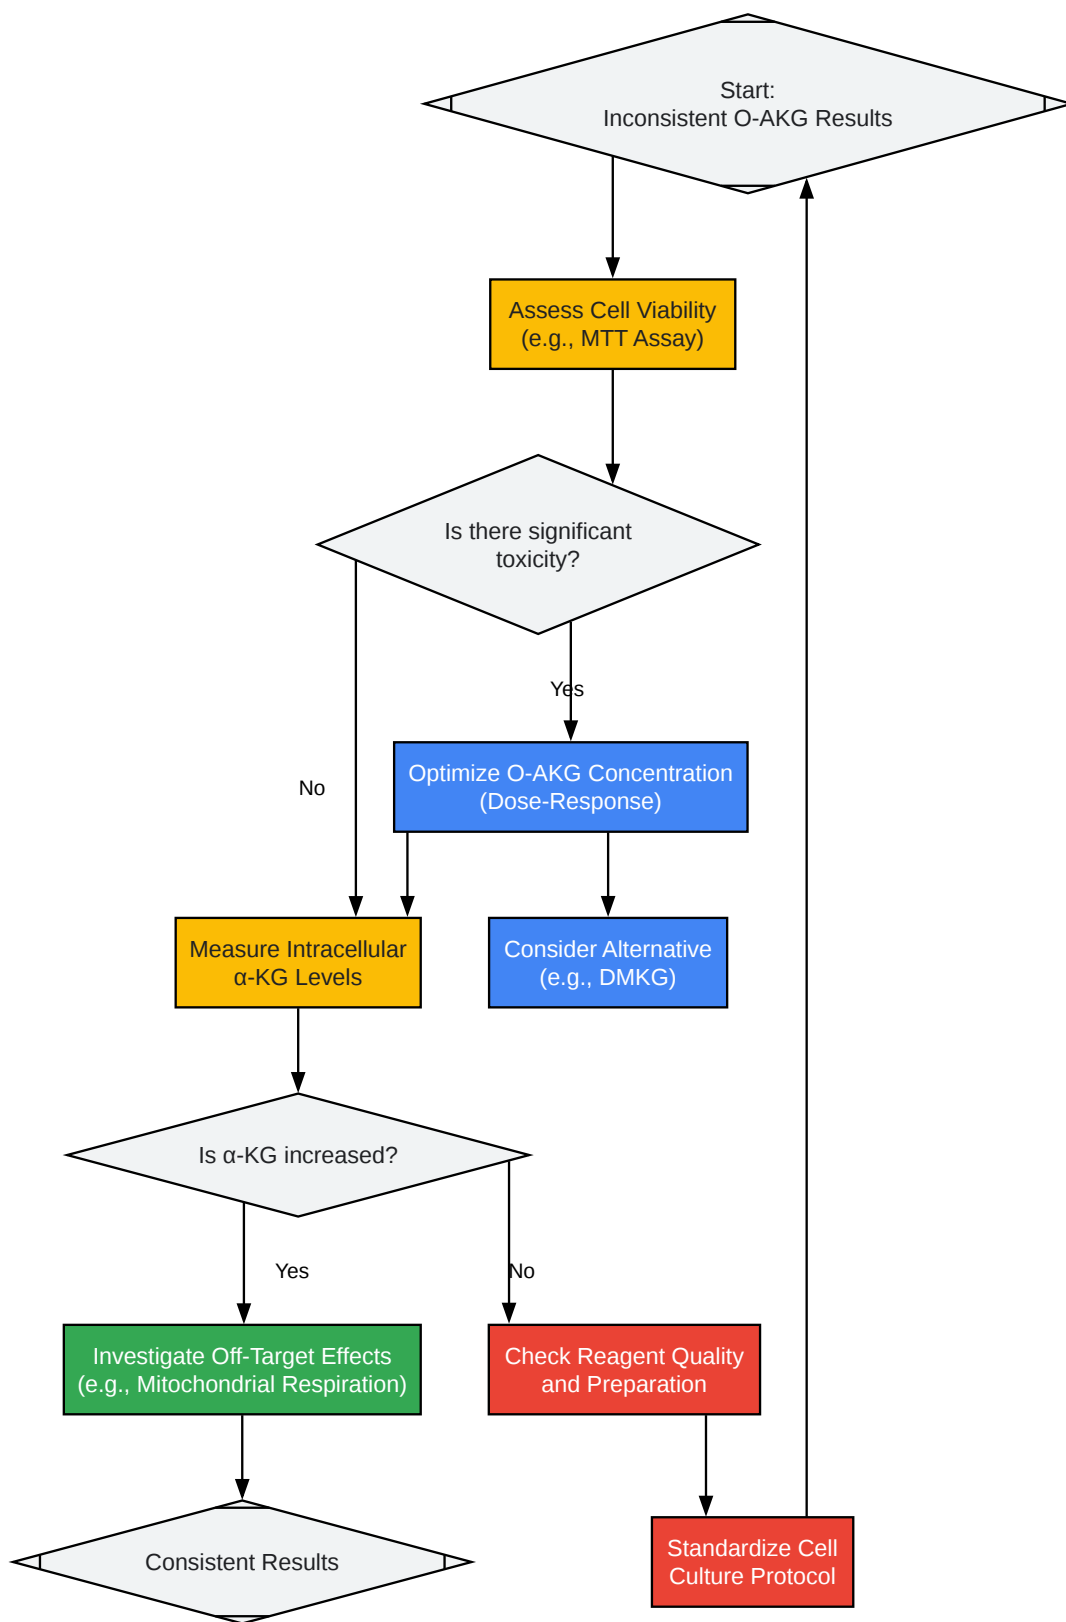 Start:
Inconsistent O-AKG Results
Assess Cell Viability
(e.g., MTT Assay)
Is there significant
toxicity?
Yes
No
Optimize O-AKG Concentration
(Dose-Response)
Measure Intracellular
α-KG Levels
Consider Alternative
(e.g., DMKG)
Is α-KG increased?
Yes
No
Investigate Off-Target Effects
(e.g., Mitochondrial Respiration)
Check Reagent Quality
and Preparation
Consistent Results
Standardize Cell
Culture Protocol